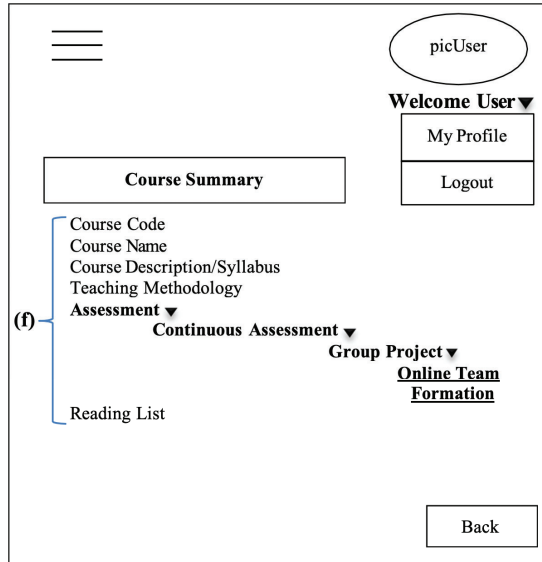 picUser
Welcome User
My Profile
Logout
Course Summary
(f)
Course Code
Course Name
Course Description/Syllabus
Teaching Methodology
Assessment
Continuous Assessment
Group Project
Online Team
Formation
Reading List
Back